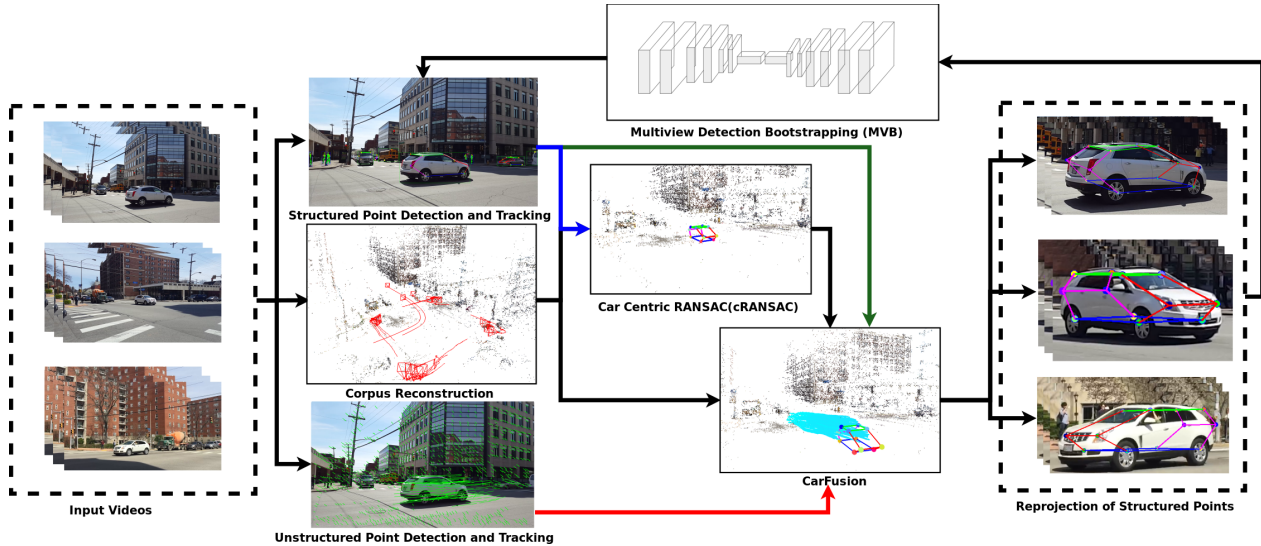 Multiview Detection Bootstrapping (MVB)
Structured Point Detection and Tracking
Car Centric RANSAC(cRANSAC)
Corpus Reconstruction
CarFusion
Input Videos
Reprojection of Structured Points
Unstructured Point Detection and Tracking